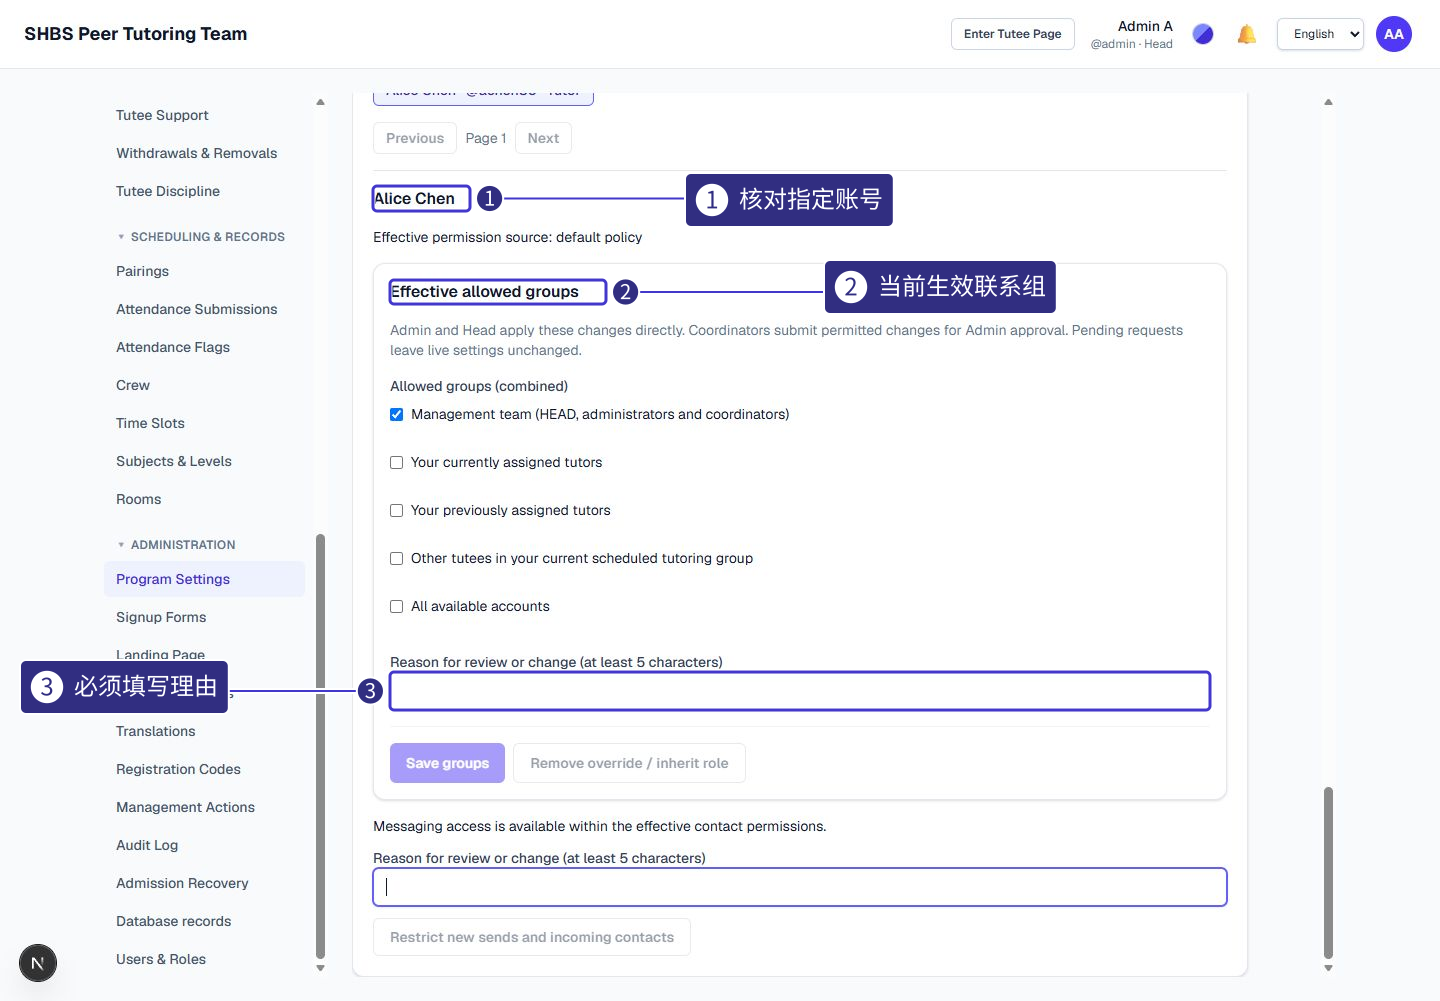 SHBS Peer Tutoring Team
Enter Tutee Page
Admin A
@admin · Head
English
AA
Tutee Support
Withdrawals & Removals
Tutee Discipline
SCHEDULING & RECORDS
Pairings
Attendance Submissions
Attendance Flags
Crew
Time Slots
Subjects & Levels
Rooms
ADMINISTRATION
Program Settings
Signup Forms
Landing Page
3 必须填写理由
Translations
Registration Codes
Management Actions
Audit Log
Admission Recovery
Database records
Users & Roles
N
Previous Page 1 Next
Alice Chen 1
1 核对指定账号
Effective permission source: default policy
Effective allowed groups 2
2 当前生效联系组
Admin and Head apply these changes directly. Coordinators submit permitted changes for Admin approval. Pending requests
leave live settings unchanged.
Allowed groups (combined)
Management team (HEAD, administrators and coordinators)
Your currently assigned tutors
Your previously assigned tutors
Other tutees in your current scheduled tutoring group
All available accounts
Reason for review or change (at least 5 characters)
3
Save groups
Remove override / inherit role
Messaging access is available within the effective contact permissions.
Reason for review or change (at least 5 characters)
Restrict new sends and incoming contacts